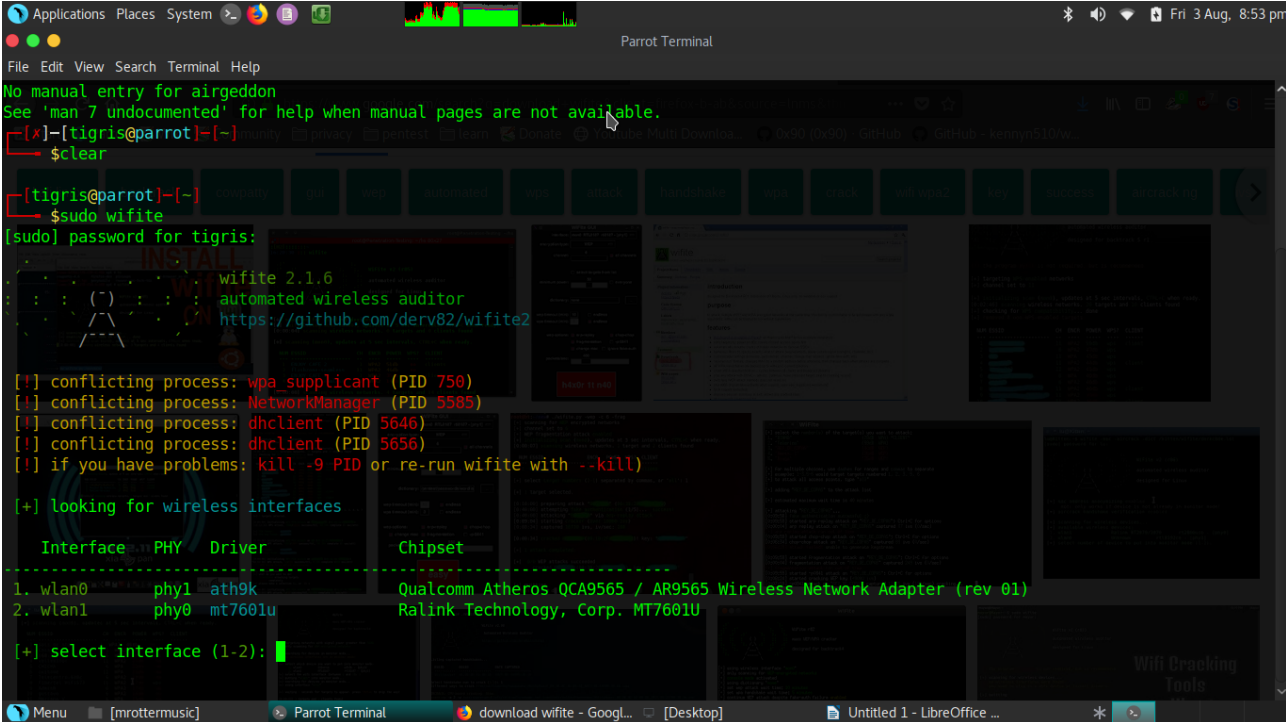 Applications Places System Fri 3 Aug, 8:53 pm
Parrot Terminal
File Edit View Search Terminal Help
No manual entry for airgeddon
See 'man 7 undocumented' for help when manual pages are not available.
[x]─[tigris@parrot]─[~]
$clear
[tigris@parrot]─[~]
$sudo wifite
[sudo] password for tigris:
wifite 2.1.6
automated wireless auditor
https://github.com/derv82/wifite2
[!] conflicting process: wpa_supplicant (PID 750)
[!] conflicting process: NetworkManager (PID 5585)
[!] conflicting process: dhclient (PID 5646)
[!] conflicting process: dhclient (PID 5656)
[!] if you have problems: kill -9 PID or re-run wifite with --kill)
[+] looking for wireless interfaces
Interface PHY Driver Chipset
1. wlan0 phy1 ath9k Qualcomm Atheros QCA9565 / AR9565 Wireless Network Adapter (rev 01)
2. wlan1 phy0 mt7601u Ralink Technology, Corp. MT7601U
[+] select interface (1-2):
Wifi Cracking
Tools
Menu [mrottermusic] Parrot Terminal download wifite - Googl... [Desktop] Untitled 1 - LibreOffice ...